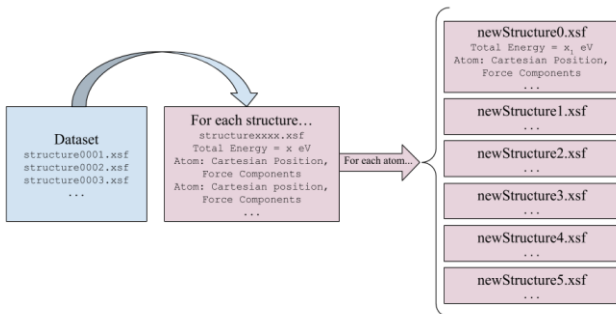 Dataset
structure0001.xsf
structure0002.xsf
structure0003.xsf
...
For each structure...
structurexxxx.xsf
Total Energy = x eV
Atom: Cartesian Position,
Force Components
Atom: Cartesian position,
Force Components
...
For each atom...
newStructure0.xsf
Total Energy = x₁ eV
Atom: Cartesian Position,
Force Components
...
newStructure1.xsf
...
newStructure2.xsf
...
newStructure3.xsf
...
newStructure4.xsf
...
newStructure5.xsf
...